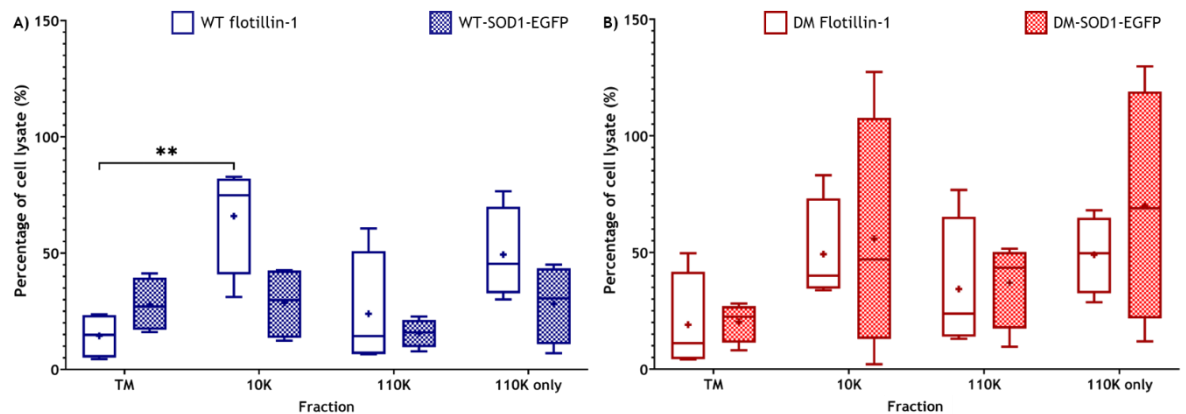 A)
WT flotillin-1
WT-SOD1-EGFP
150
100
50
0
Percentage of cell lysate (%)
**
TM
10K
110K
110K only
Fraction
B)
DM Flotillin-1
DM-SOD1-EGFP
150
100
50
0
Percentage of cell lysate (%)
TM
10K
110K
110K only
Fraction